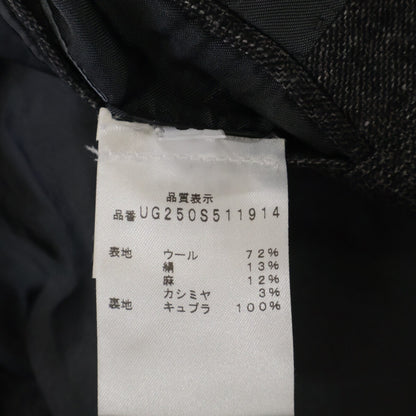 品質表示
品番 UG250S511914
表地 ウール 72%
絹 13%
麻 12%
カシミヤ 3%
裏地 キュプラ 100%